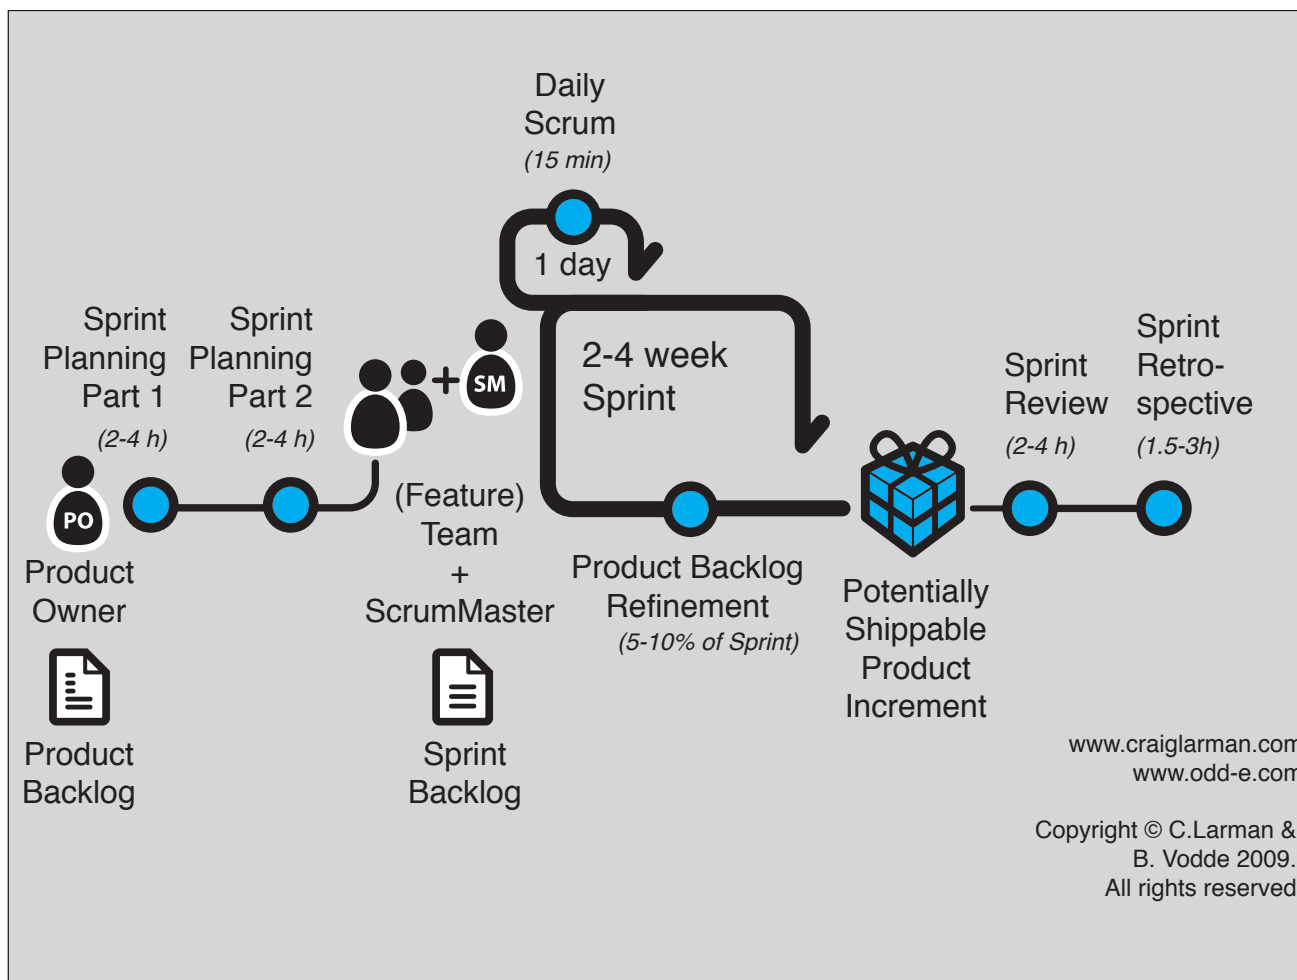 Daily
Scrum
(15 min)
1 day
Sprint
Planning
Part 1
(2-4 h)
Sprint
Planning
Part 2
(2-4 h)
SM
2-4 week
Sprint
Sprint
Review
(2-4 h)
Sprint
Retro-
spective
(1.5-3h)
PO
Product
Owner
(Feature)
Team
+
ScrumMaster
Product Backlog
Refinement
(5-10% of Sprint)
Potentially
Shippable
Product
Increment
Product
Backlog
Sprint
Backlog
www.craiglarman.com
www.odd-e.com
Copyright © C.Larman &
B. Vodde 2009.
All rights reserved